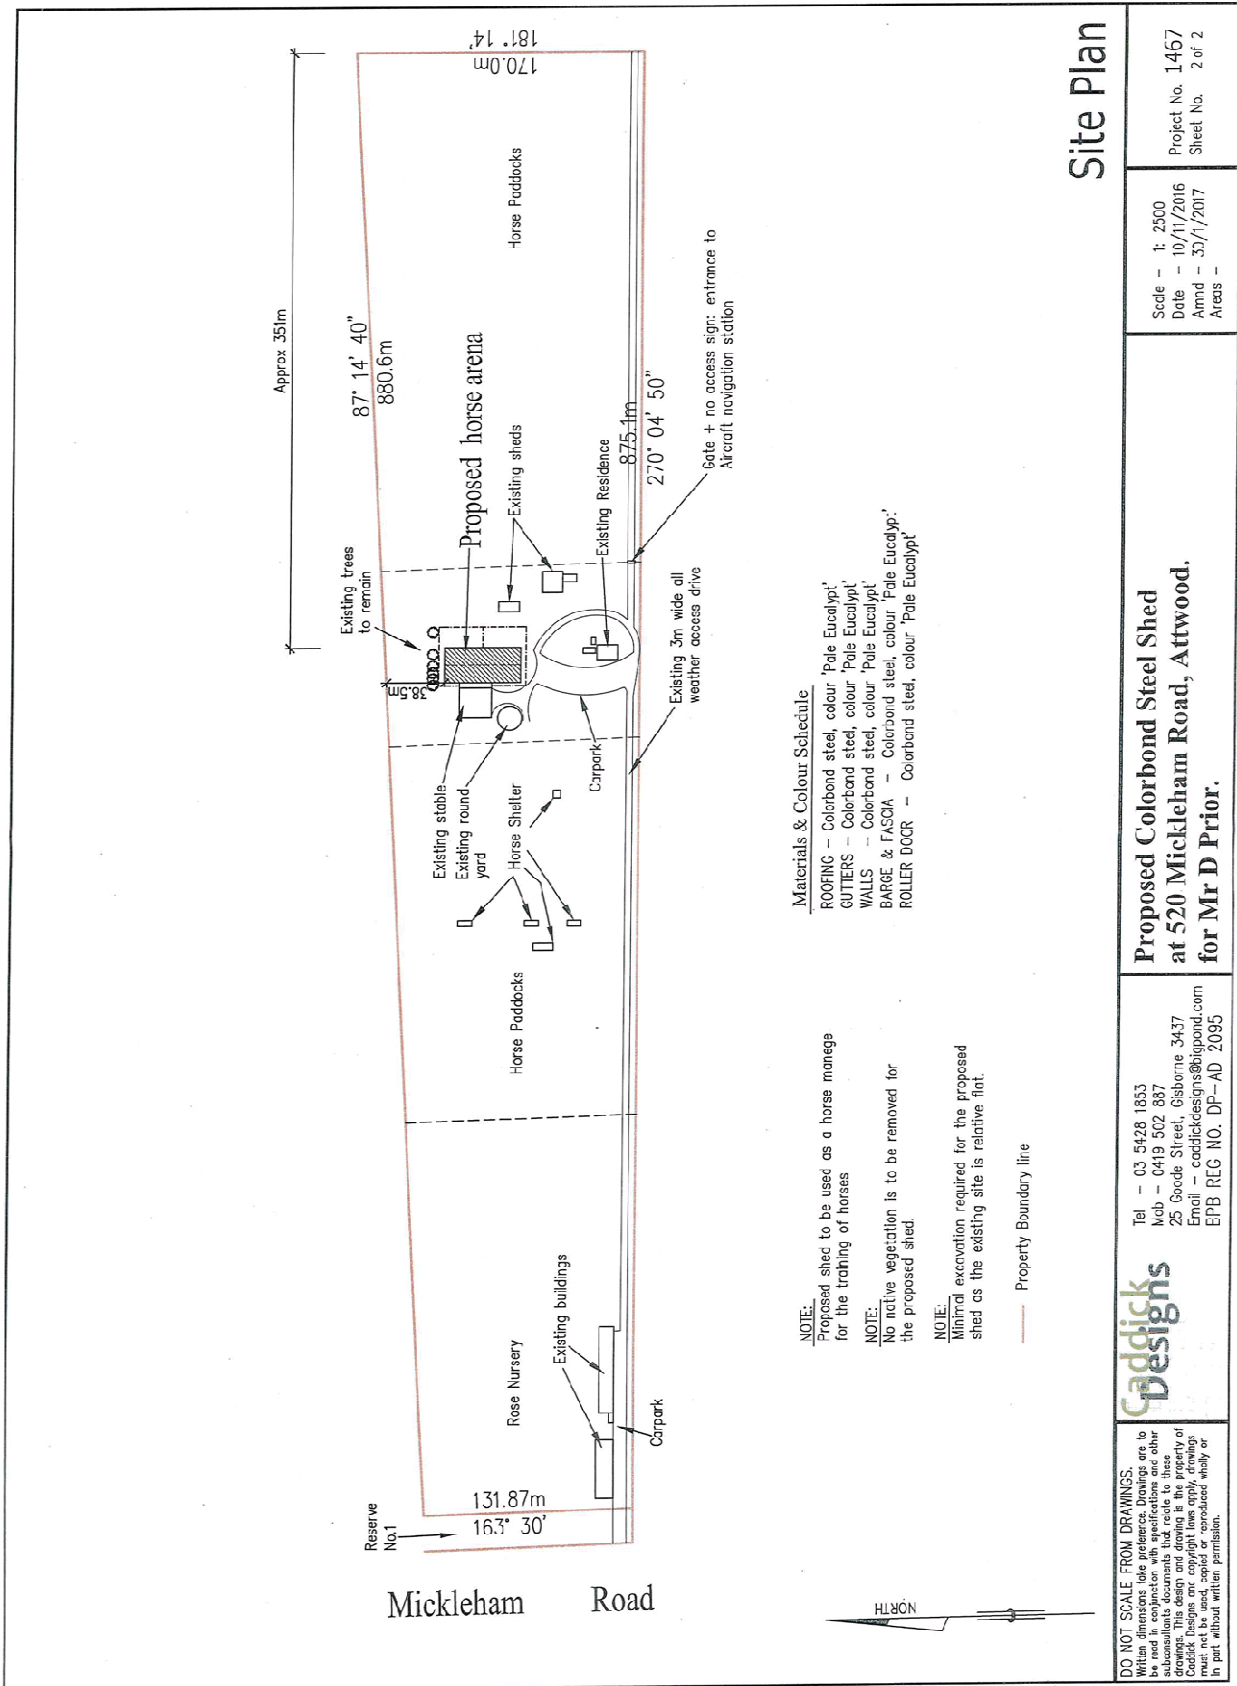 Site Plan
181° 14'
170.0m
Horse Paddocks
Approx 351m
87° 14' 40"
880.6m
Proposed horse arena
Existing sheds
Existing Residence
875.1m
270° 04' 50"
Gate + no access sign: entrance to
Aircraft navigation station
Existing trees
to remain
38.5m
Existing 3m wide all
weather access drive
Carpark
Existing stable
Existing round
yard
Horse Shelter
Horse Paddocks
Rose Nursery
Existing buildings
Carpark
131.87m
163° 30'
Reserve
No.1
Mickleham Road
NORTH
Materials & Colour Schedule
ROOFING – Colorbond steel, colour 'Pale Eucalypt'
GUTTERS – Colorbond steel, colour 'Pale Eucalypt'
WALLS – Colorbond steel, colour 'Pale Eucalypt'
BARGE & FASCIA – Colorbond steel, colour 'Pale Eucalypt'
ROLLER DOOR – Colorbond steel, colour 'Pale Eucalypt'
NOTE:
Proposed shed to be used as a horse manege
for the training of horses
NOTE:
No native vegetation is to be removed for
the proposed shed.
NOTE:
Minimal excavation required for the proposed
shed as the existing site is relative flat.
Property Boundary line
DO NOT SCALE FROM DRAWINGS.
Written dimensions take preference. Drawings are to
be read in conjunction with specifications and other
subconsultants documents that relate to these
drawings. This design and drawing is the property of
Caddick Designs and copyright laws apply, drawings
must not be used, copied or reproduced wholly or
in part without written permission.
Caddick
Designs
Tel – 03 5428 1853
Mob – 0419 502 887
25 Goode Street, Gisborne 3437
Email – caddickdesigns@bigpond.com
BPB REG NO. DP–AD 2095
Proposed Colorbond Steel Shed
at 520 Mickleham Road, Attwood.
for Mr D Prior.
Scale – 1: 2500
Date – 10/11/2016
Amnd – 30/1/2017
Areas –
Project No. 1467
Sheet No. 2 of 2